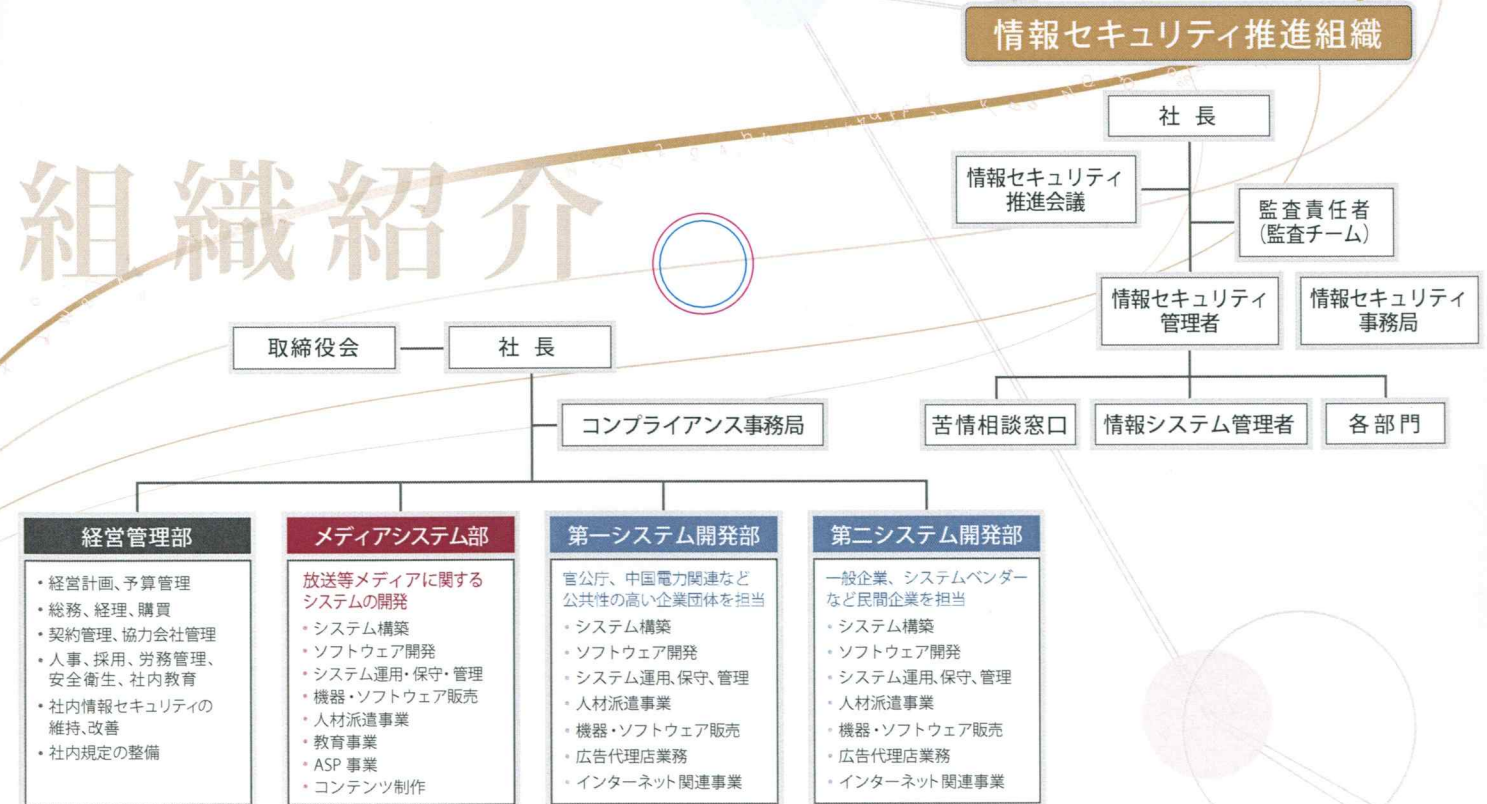 情報セキュリティ推進組織
社 長
情報セキュリティ
推進会議
監査責任者
(監査チーム)
情報セキュリティ
管理者
情報セキュリティ
事務局
苦情相談窓口
情報システム管理者
各部門
組織紹介
取締役会
社 長
コンプライアンス事務局
経営管理部
・経営計画、予算管理
・総務、経理、購買
・契約管理、協力会社管理
・人事、採用、労務管理、
安全衛生、社内教育
・社内情報セキュリティの
維持、改善
・社内規定の整備
メディアシステム部
放送等メディアに関する
システムの開発
・システム構築
・ソフトウェア開発
・システム運用・保守・管理
・機器・ソフトウェア販売
・人材派遣事業
・教育事業
・ASP 事業
・コンテンツ制作
第一システム開発部
官公庁、中国電力関連など
公共性の高い企業団体を担当
・システム構築
・ソフトウェア開発
・システム運用、保守、管理
・人材派遣事業
・機器・ソフトウェア販売
・広告代理店業務
・インターネット関連事業
第二システム開発部
一般企業、システムベンダー
など民間企業を担当
・システム構築
・ソフトウェア開発
・システム運用、保守、管理
・人材派遣事業
・機器・ソフトウェア販売
・広告代理店業務
・インターネット関連事業